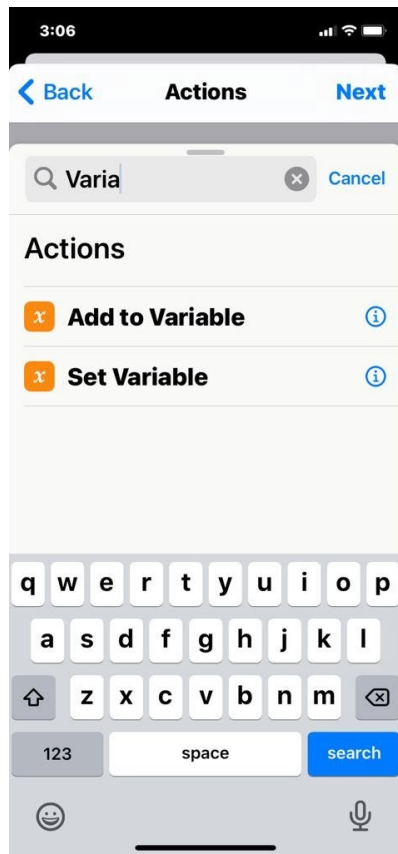 3:06
Back Actions Next
Varia Cancel
Actions
x Add to Variable i
x Set Variable i
q w e r t y u i o p
a s d f g h j k l
z x c v b n m
123 space search